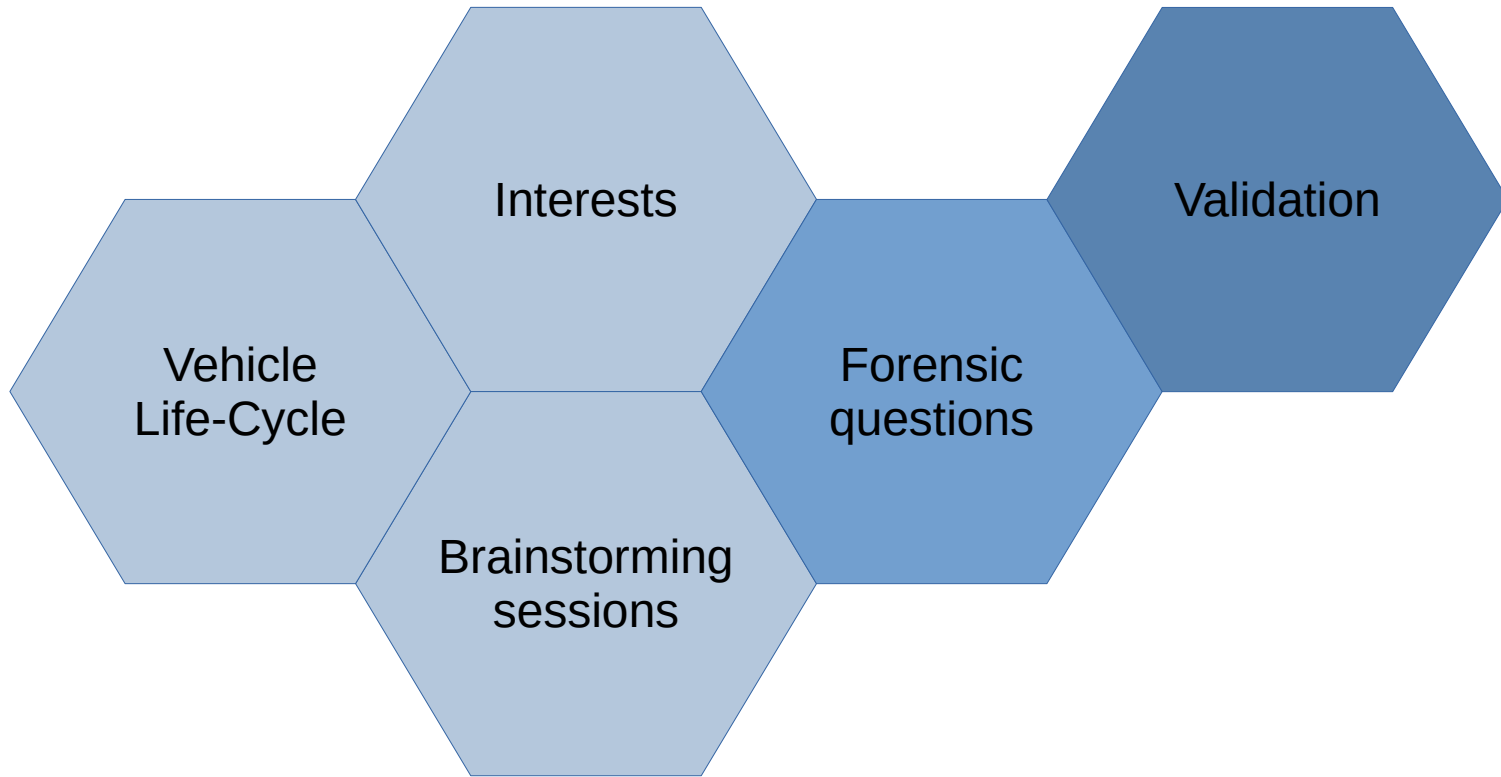 Interests
Validation
Vehicle
Life-Cycle
Forensic
questions
Brainstorming
sessions